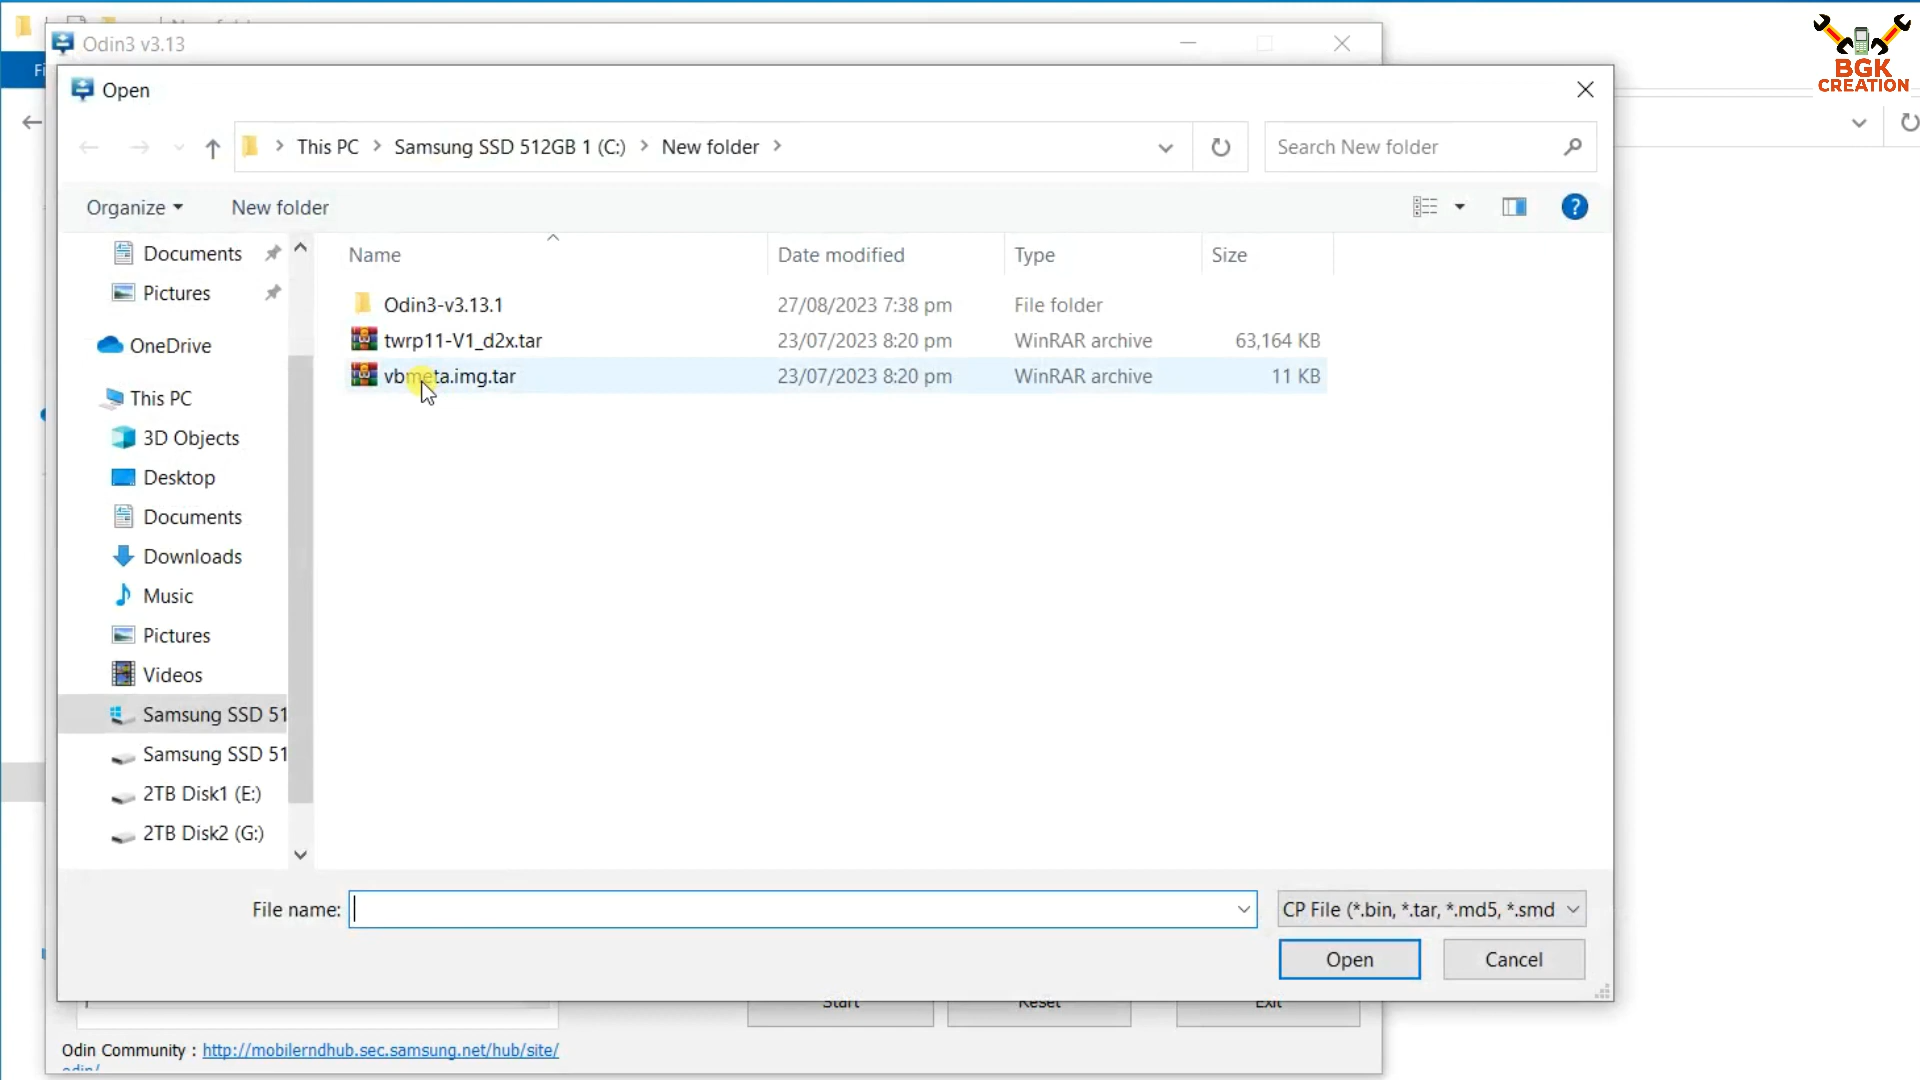 Odin3 v3.13
BGK
CREATION
Open
This PC > Samsung SSD 512GB 1 (C:) > New folder >
Search New folder
Organize
New folder
Name
Date modified
Type
Size
Documents
Pictures
OneDrive
This PC
3D Objects
Desktop
Documents
Downloads
Music
Pictures
Videos
Samsung SSD 51
Samsung SSD 51
2TB Disk1 (E:)
2TB Disk2 (G:)
Odin3-v3.13.1 27/08/2023 7:38 pm File folder
twrp11-V1_d2x.tar 23/07/2023 8:20 pm WinRAR archive 63,164 KB
vbmeta.img.tar 23/07/2023 8:20 pm WinRAR archive 11 KB
File name:
CP File (*.bin, *.tar, *.md5, *.smd
Open
Cancel
Start
Reset
Exit
Odin Community : http://mobilerndhub.sec.samsung.net/hub/site/
odin/